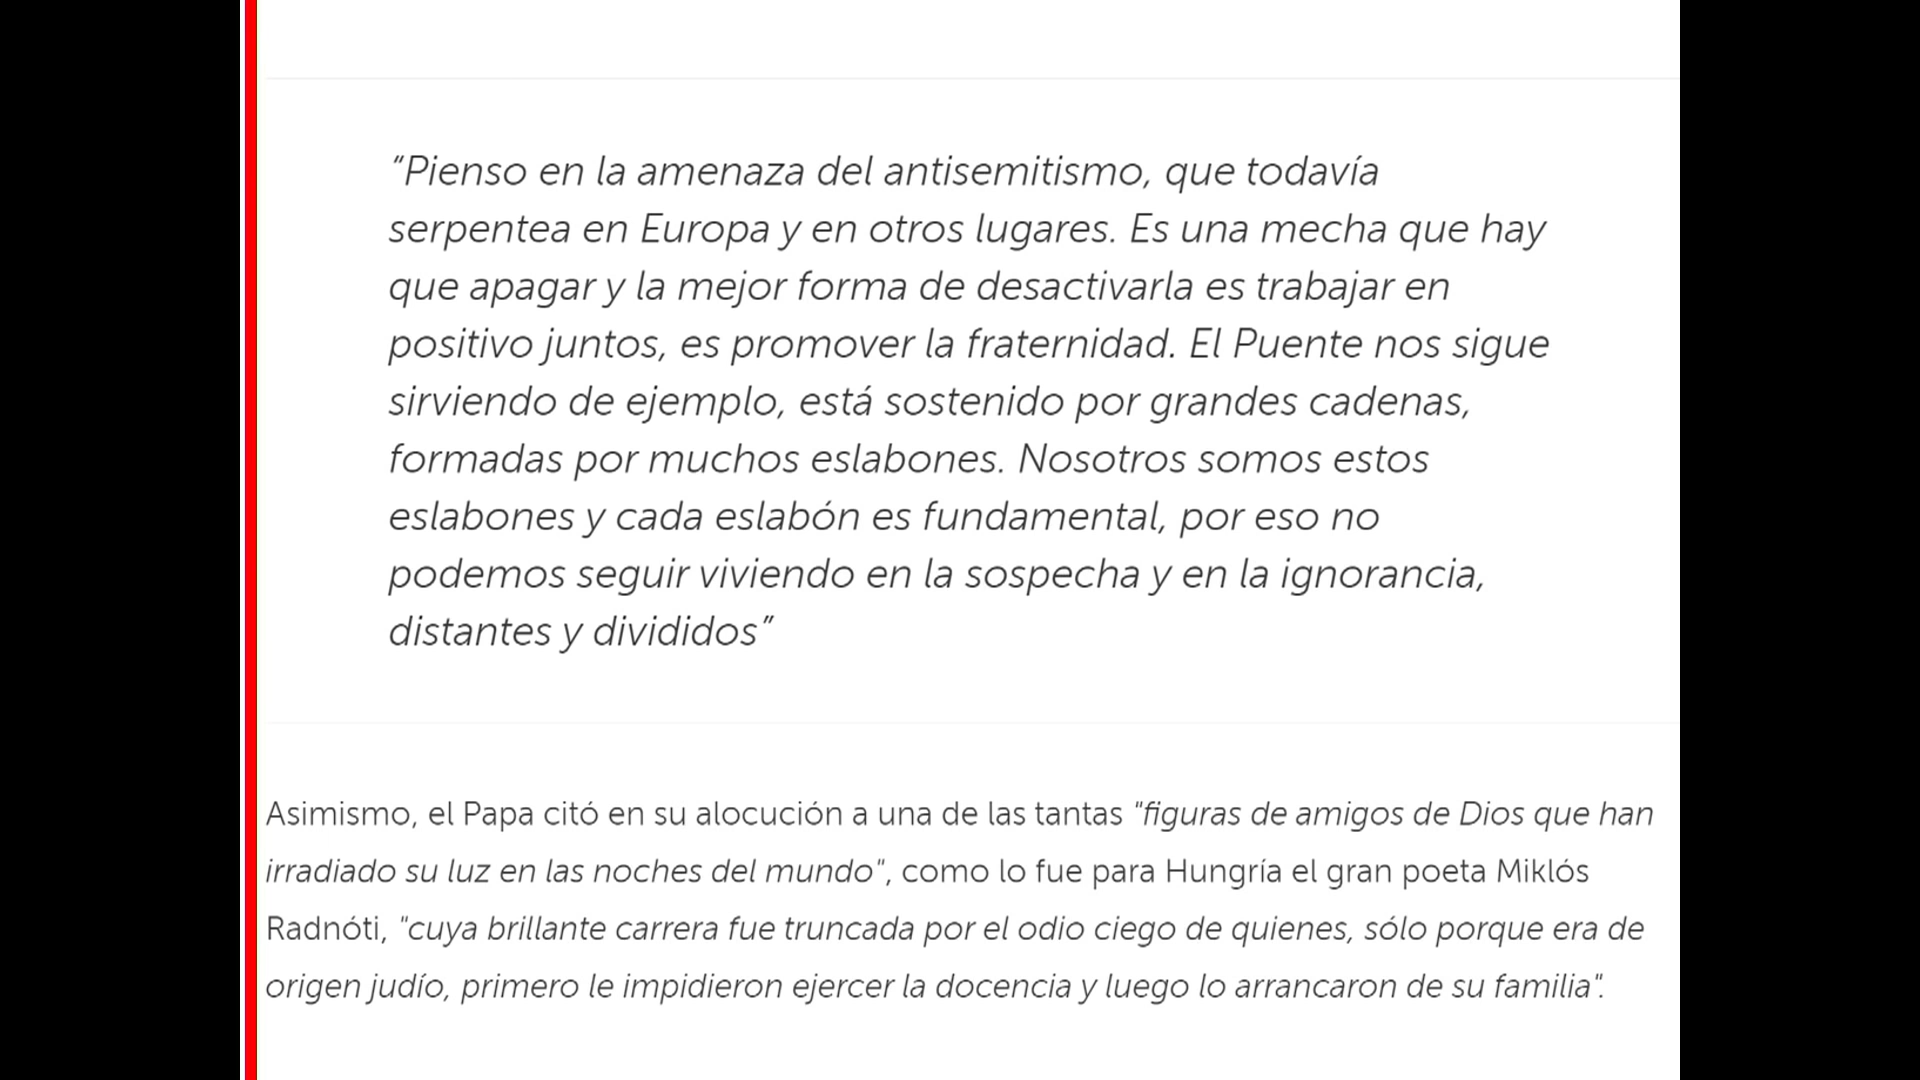 “Pienso en la amenaza del antisemitismo, que todavía
serpentea en Europa y en otros lugares. Es una mecha que hay
que apagar y la mejor forma de desactivarla es trabajar en
positivo juntos, es promover la fraternidad. El Puente nos sigue
sirviendo de ejemplo, está sostenido por grandes cadenas,
formadas por muchos eslabones. Nosotros somos estos
eslabones y cada eslabón es fundamental, por eso no
podemos seguir viviendo en la sospecha y en la ignorancia,
distantes y divididos”
Asimismo, el Papa citó en su alocución a una de las tantas "figuras de amigos de Dios que han
irradiado su luz en las noches del mundo", como lo fue para Hungría el gran poeta Miklós
Radnóti, "cuya brillante carrera fue truncada por el odio ciego de quienes, sólo porque era de
origen judío, primero le impidieron ejercer la docencia y luego lo arrancaron de su familia".